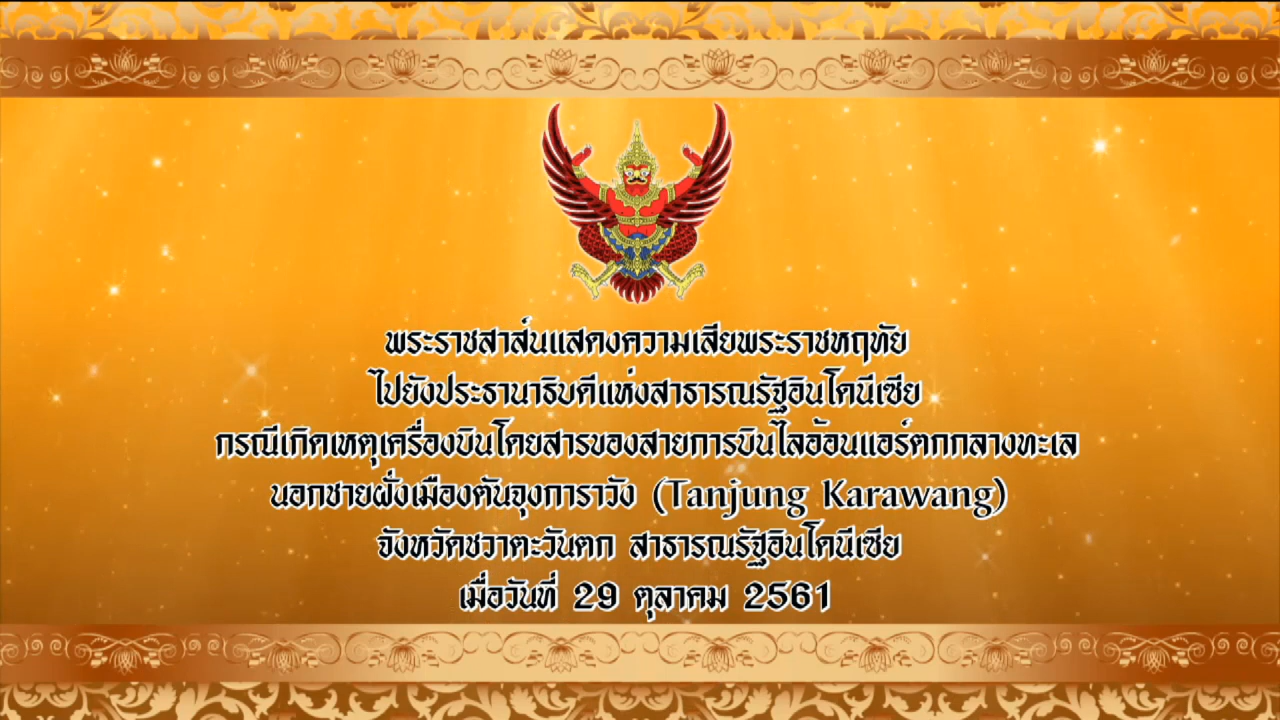 พระราชสาส์นแสดงความเสียพระราชหฤทัย
ไปยังประธานาธิบดีแห่งสาธารณรัฐอินโดนีเซีย
กรณีเกิดเหตุเครื่องบินโดยสารของสายการบินไลอ้อนแอร์ตกกลางทะเล
นอกชายฝั่งเมืองตันจุงการาวัง (Tanjung Karawang)
จังหวัดชวาตะวันตก สาธารณรัฐอินโดนีเซีย
เมื่อวันที่ 29 ตุลาคม 2561